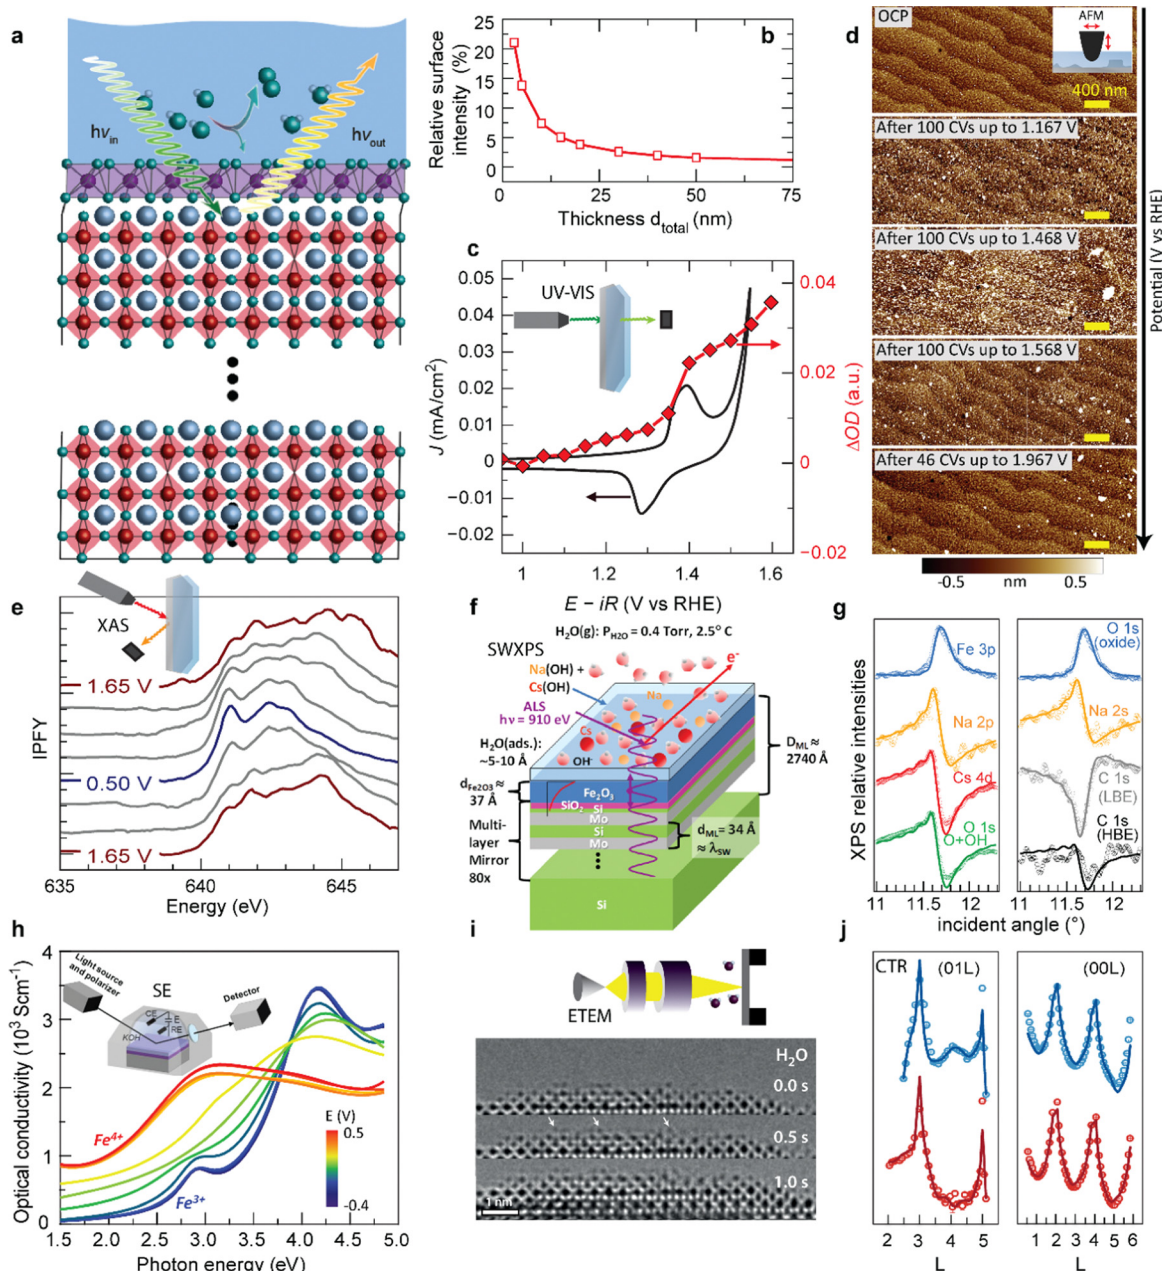 a
hνin
hνout
b
Relative surface
intensity (%)
25
20
15
10
5
0
0
25
50
75
Thickness dtotal (nm)
c
UV-VIS
J (mA/cm²)
0.05
0.04
0.03
0.02
0.01
0
−0.01
−0.02
0.04
0.02
0
−0.02
ΔOD (a.u.)
1
1.2
1.4
1.6
E − iR (V vs RHE)
d
OCP
AFM
400 nm
After 100 CVs up to 1.167 V
After 100 CVs up to 1.468 V
After 100 CVs up to 1.568 V
After 46 CVs up to 1.967 V
Potential (V vs RHE)
-0.5
nm
0.5
e
XAS
IPFY
1.65 V
0.50 V
1.65 V
635
640
645
Energy (eV)
f
H2O(g): PH2O = 0.4 Torr, 2.5° C
SWXPS
Na(OH) +
Cs(OH)
ALS
hν = 910 eV
H2O(ads.):
~5-10 Å
e-
Na
Cs
OH-
dFe2O3 ≈
37 Å
Fe2O3
SiO2
Si
Mo
Si
Mo
Multi-
layer
Mirror
80x
DML ≈
2740 Å
dML = 34 Å
≈ λSW
Si
g
XPS relative intensities
Fe 3p
Na 2p
Cs 4d
O 1s
O+OH
O 1s
(oxide)
Na 2s
C 1s
(LBE)
C 1s
(HBE)
11
11.5
12
11
11.5
12
incident angle (°)
h
Optical conductivity (10³ Scm⁻¹)
4
3
2
1
0
Light source
and polarizer
SE
Detector
CE
E
RE
KOH
Fe4+
Fe3+
E (V)
0.5
-0.4
1.5
2.0
2.5
3.0
3.5
4.0
4.5
5.0
Photon energy (eV)
i
ETEM
H2O
0.0 s
0.5 s
1.0 s
1 nm
j
CTR
(01L)
(00L)
2
3
4
5
L
1
2
3
4
5
6
L